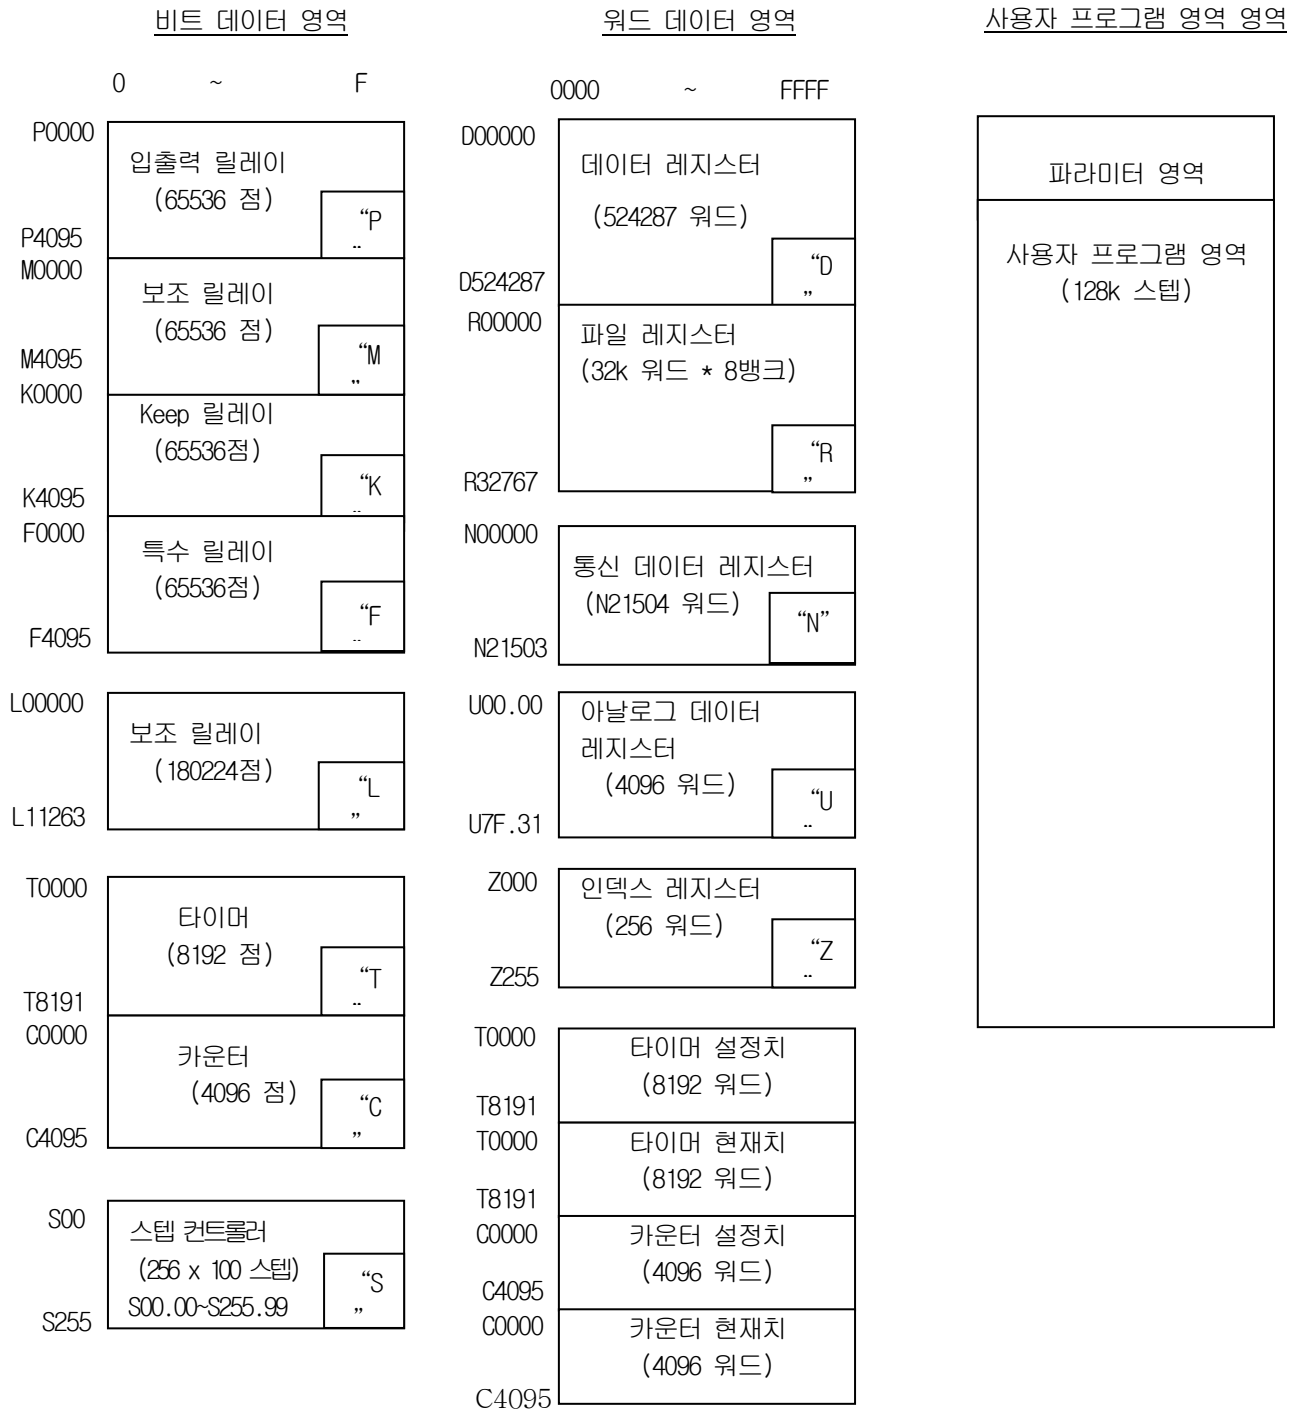 비트 데이터 영역
0 ~ F
P0000
입출력 릴레이
(65536 점)
“P
”
P4095
M0000
보조 릴레이
(65536 점)
“M
”
M4095
K0000
Keep 릴레이
(65536점)
“K
”
K4095
F0000
특수 릴레이
(65536점)
“F
”
F4095
L00000
보조 릴레이
(180224점)
“L
”
L11263
T0000
타이머
(8192 점)
“T
”
T8191
C0000
카운터
(4096 점)
“C
”
C4095
S00
스텝 컨트롤러
(256 x 100 스텝)
S00.00~S255.99
“S
”
S255
워드 데이터 영역
0000 ~ FFFF
D00000
데이터 레지스터
(524287 워드)
“D
”
D524287
R00000
파일 레지스터
(32k 워드 * 8뱅크)
“R
”
R32767
N00000
통신 데이터 레지스터
(N21504 워드)
“N”
N21503
U00.00
아날로그 데이터
레지스터
(4096 워드)
“U
”
U7F.31
Z000
인덱스 레지스터
(256 워드)
“Z
”
Z255
T0000
타이머 설정치
(8192 워드)
T8191
T0000
타이머 현재치
(8192 워드)
T8191
C0000
카운터 설정치
(4096 워드)
C4095
C0000
카운터 현재치
(4096 워드)
C4095
사용자 프로그램 영역 영역
파라미터 영역
사용자 프로그램 영역
(128k 스텝)